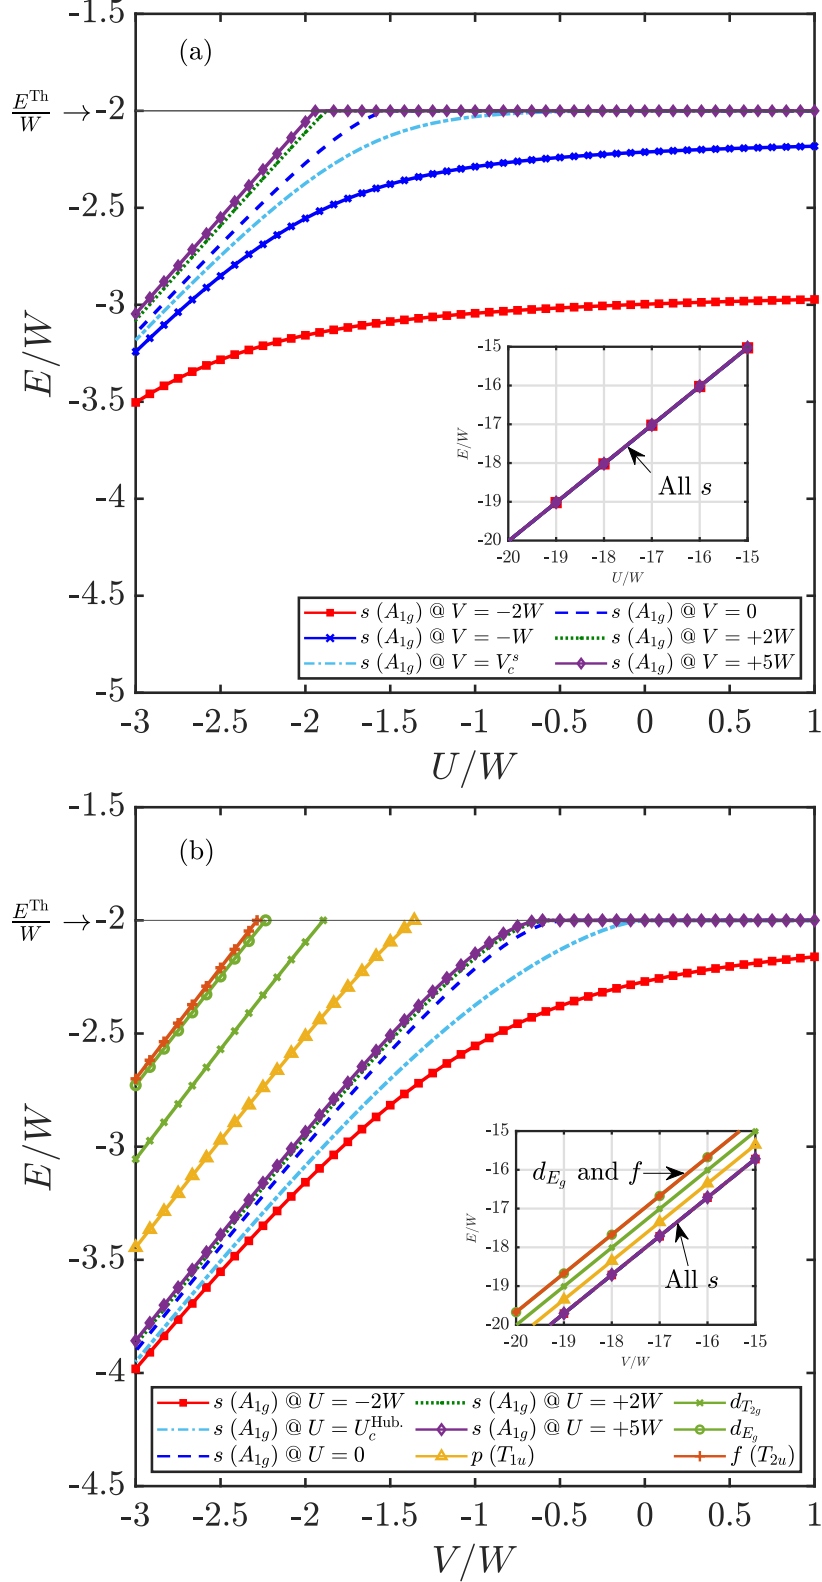 -1.5
(a)
E^Th/W → -2
-2.5
-3
E/W
-3.5
-4
-4.5
-5
-15
-16
-17
E/W
-18
All s
-19
-20
-20 -19 -18 -17 -16 -15
U/W
s (A_1g) @ V = −2W
s (A_1g) @ V = 0
s (A_1g) @ V = −W
s (A_1g) @ V = +2W
s (A_1g) @ V = V_c^s
s (A_1g) @ V = +5W
-3 -2.5 -2 -1.5 -1 -0.5 0 0.5 1
U/W
-1.5
(b)
E^Th/W → -2
-2.5
-3
E/W
-3.5
-4
-4.5
-15
d_Eg and f
-16
-17
E/W
-18
All s
-19
-20
-20 -19 -18 -17 -16 -15
V/W
s (A_1g) @ U = −2W
s (A_1g) @ U = +2W
d_T2g
s (A_1g) @ U = U_c^Hub.
s (A_1g) @ U = +5W
d_Eg
s (A_1g) @ U = 0
p (T_1u)
f (T_2u)
-3 -2.5 -2 -1.5 -1 -0.5 0 0.5 1
V/W